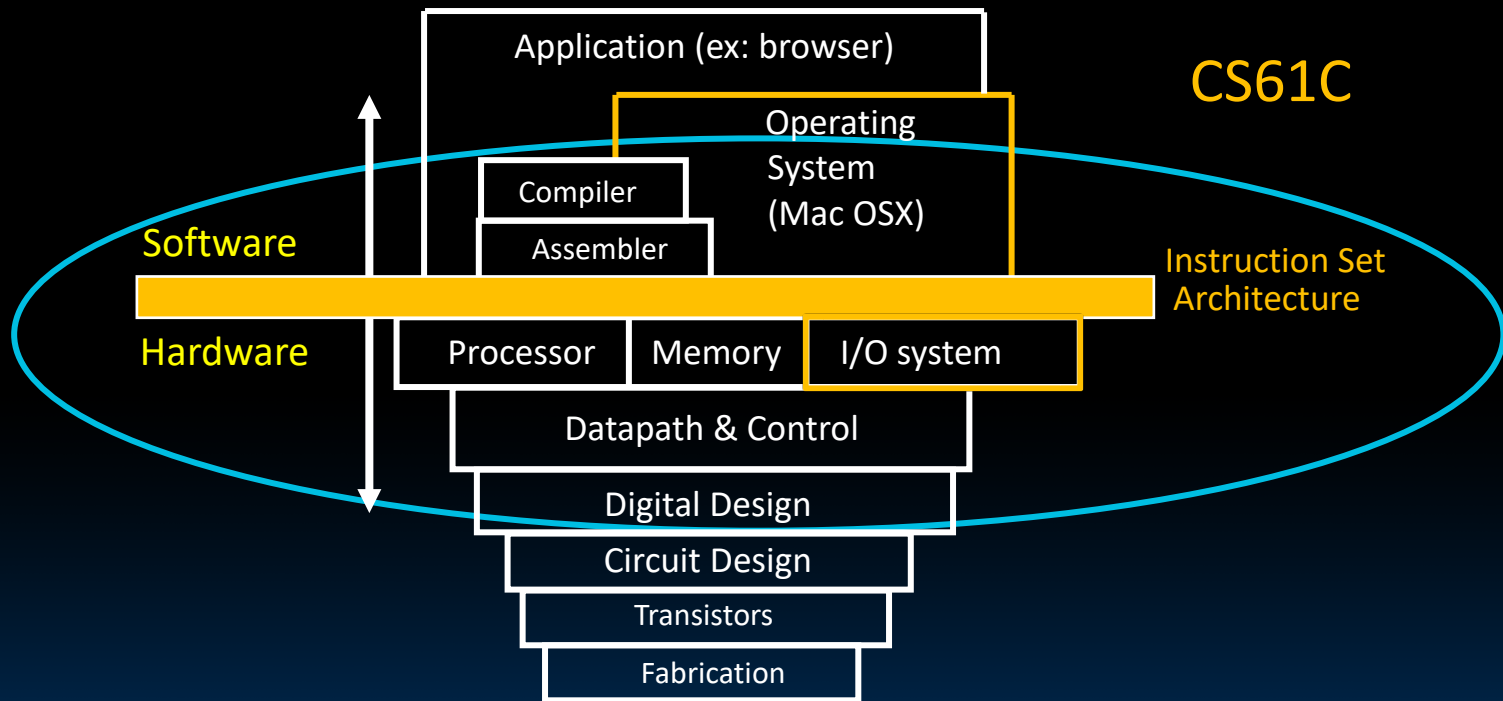 Application (ex: browser)
CS61C
Operating
System
(Mac OSX)
Compiler
Assembler
Software
Instruction Set
Architecture
Hardware
Processor
Memory
I/O system
Datapath & Control
Digital Design
Circuit Design
Transistors
Fabrication